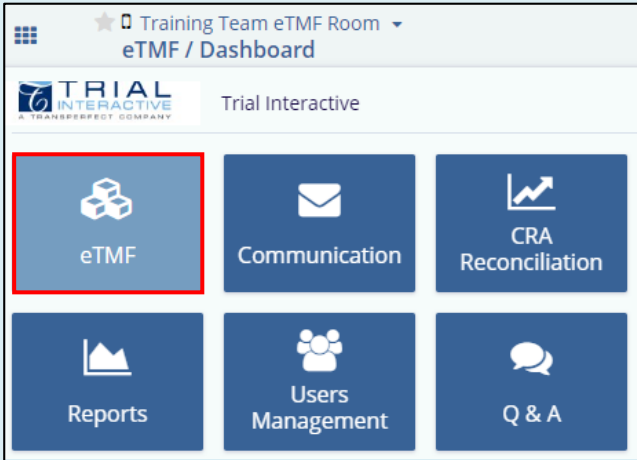 Training Team eTMF Room
eTMF / Dashboard
TRIAL
INTERACTIVE
A TRANSPERFECT COMPANY
Trial Interactive
eTMF
Communication
CRA
Reconciliation
Reports
Users
Management
Q & A